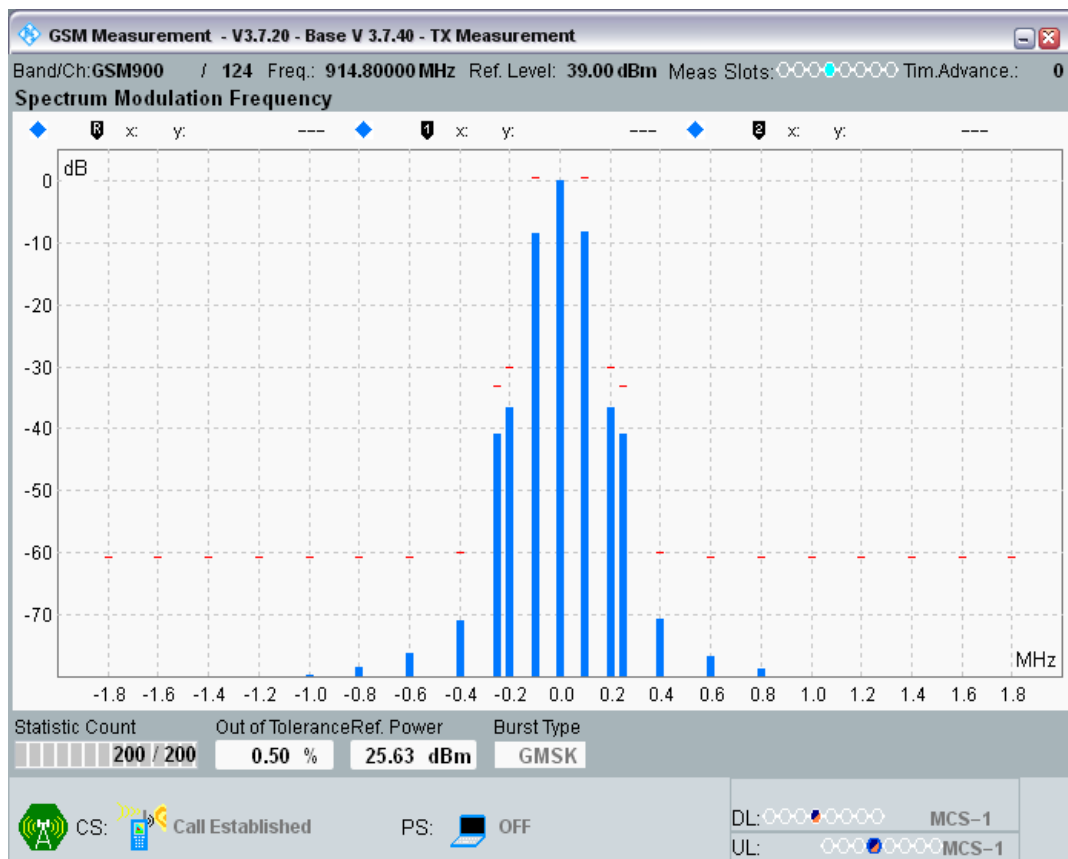 GSM Measurement - V3.7.20 - Base V 3.7.40 - TX Measurement
Band/Ch:GSM900 / 124 Freq.: 914.80000 MHz Ref. Level: 39.00 dBm Meas Slots: Tim.Advance.: 0
Spectrum Modulation Frequency
R x: y: --- 1 x: y: --- 2 x: y: ---
dB
0
-10
-20
-30
-40
-50
-60
-70
MHz
-1.8 -1.6 -1.4 -1.2 -1.0 -0.8 -0.6 -0.4 -0.2 0.0 0.2 0.4 0.6 0.8 1.0 1.2 1.4 1.6 1.8
Statistic Count Out of Tolerance Ref. Power Burst Type
200 / 200 0.50 % 25.63 dBm GMSK
CS: Call Established PS: OFF
DL: MCS-1
UL: MCS-1